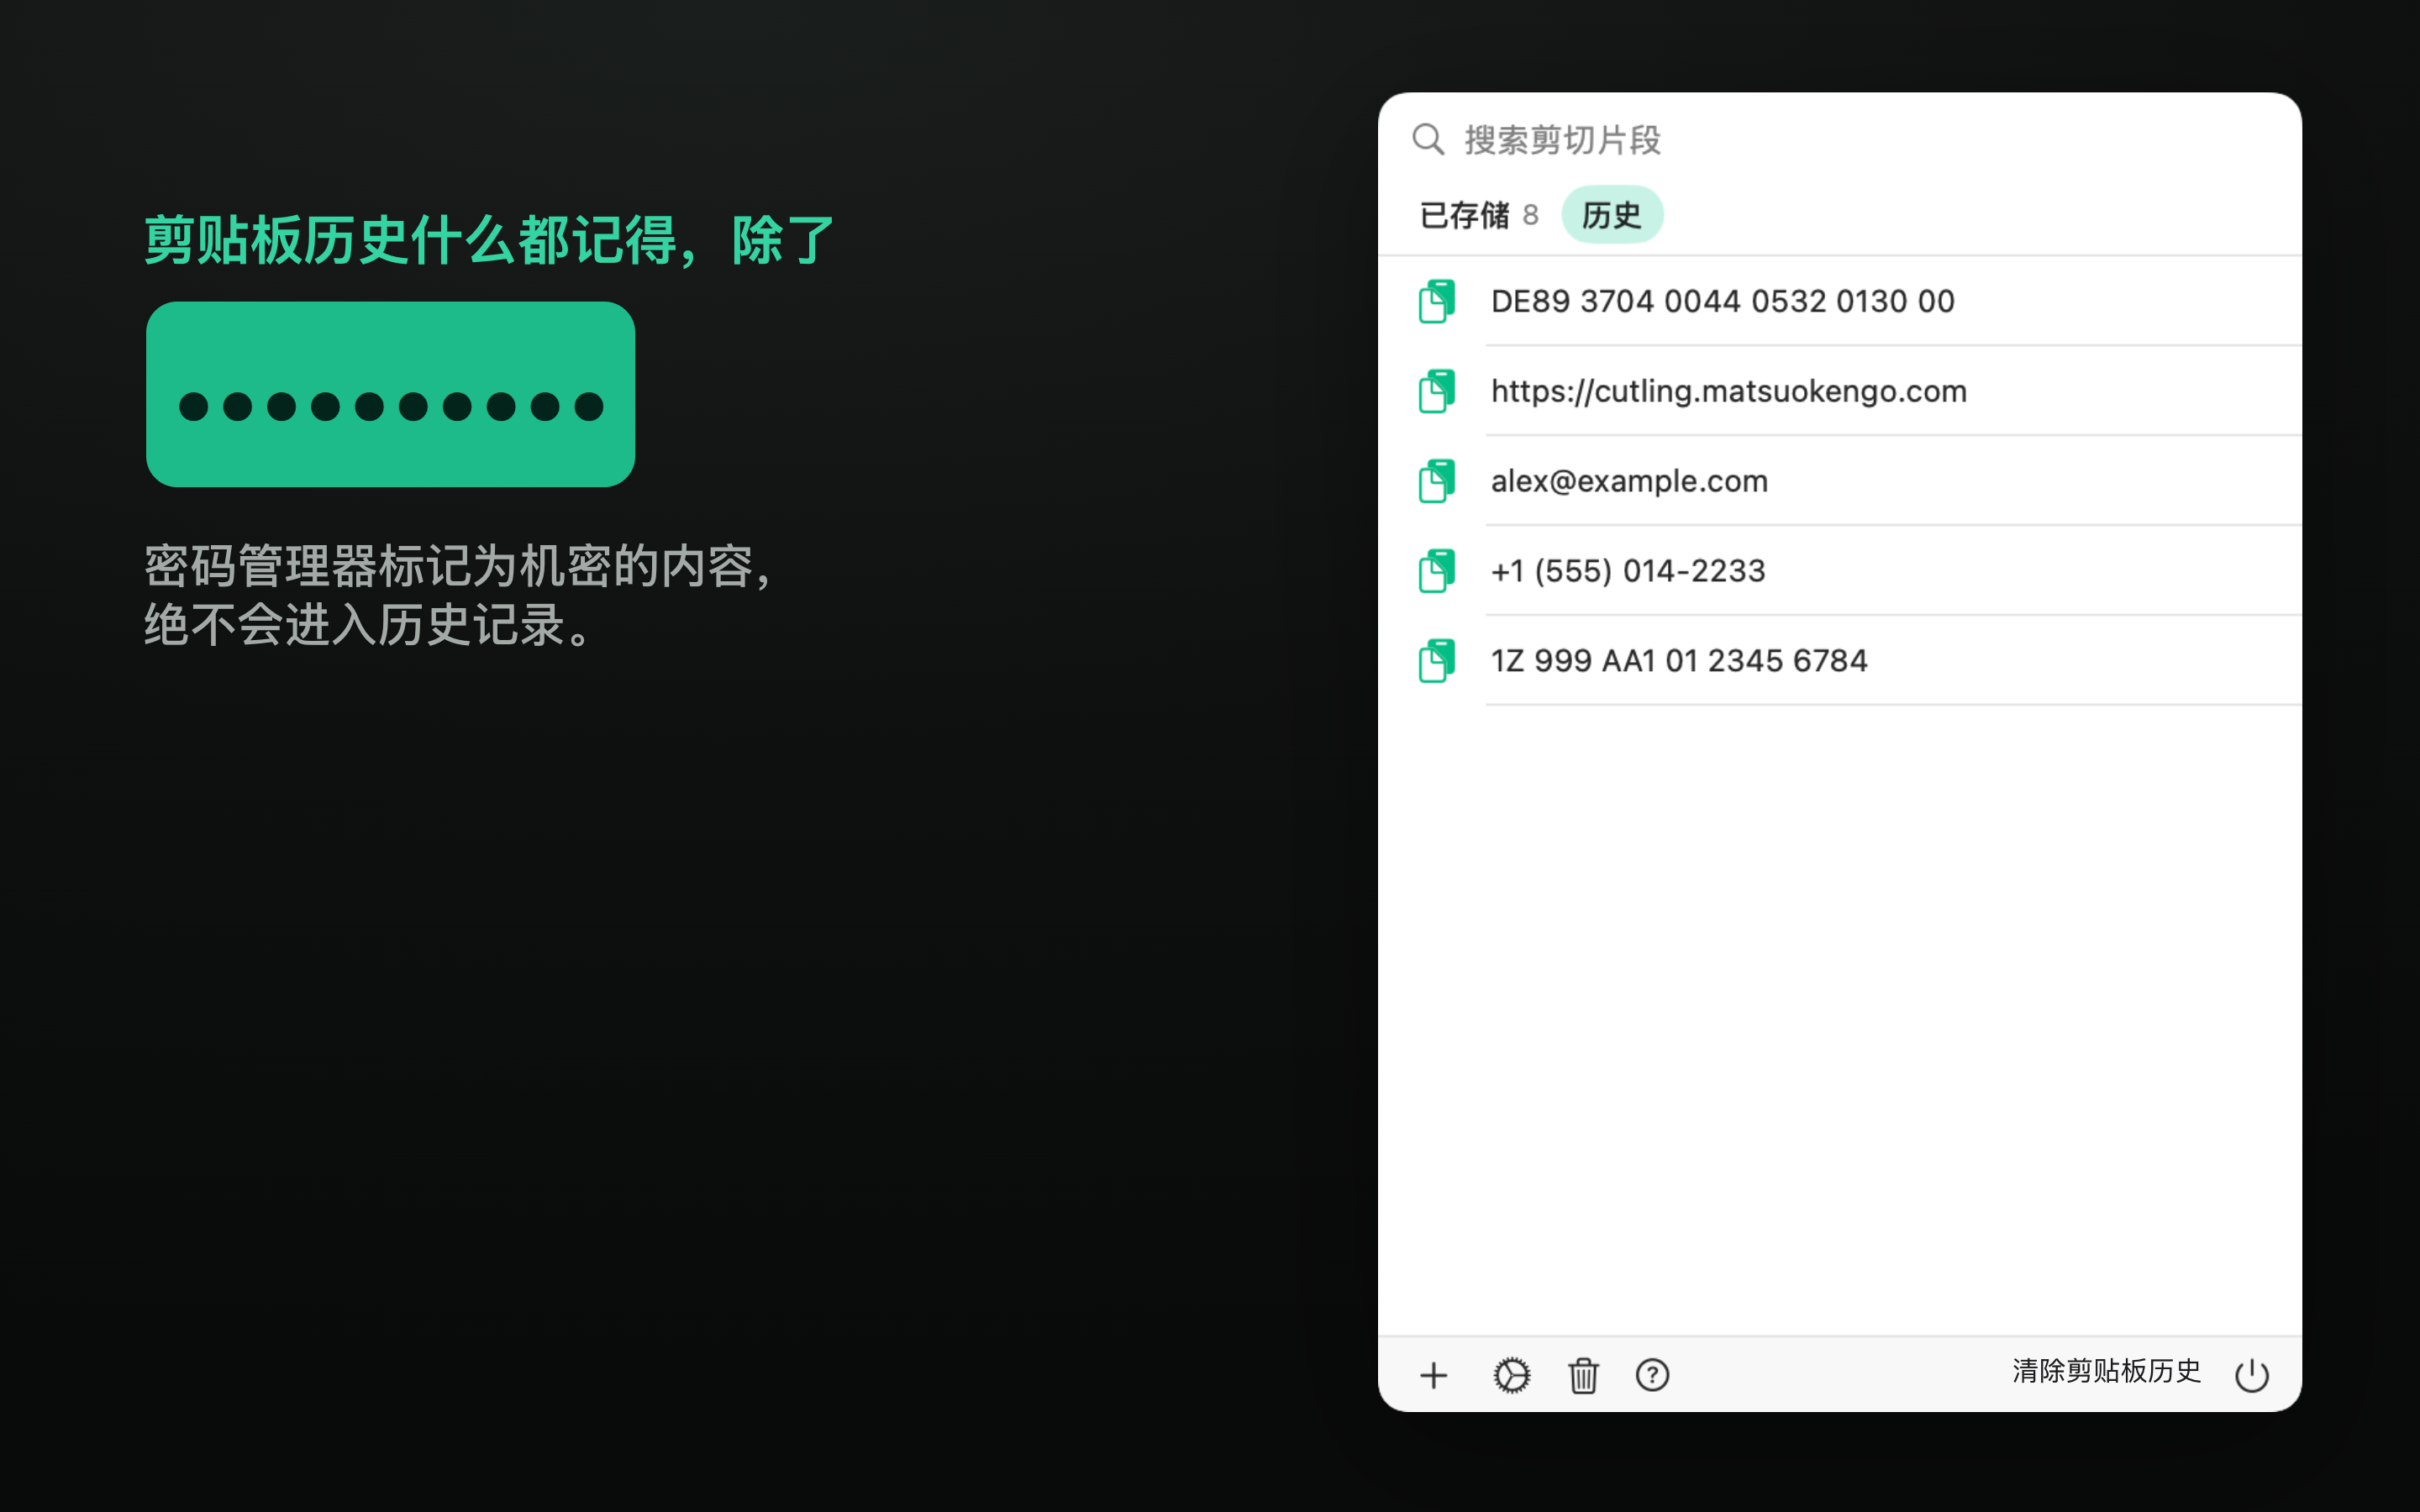 剪贴板历史什么都记得，除了
●●●●●●●●●●
密码管理器标记为机密的内容，
绝不会进入历史记录。
搜索剪切片段
已存储 8 历史
DE89 3704 0044 0532 0130 00
https://cutling.matsuokengo.com
alex@example.com
+1 (555) 014-2233
1Z 999 AA1 01 2345 6784
清除剪贴板历史